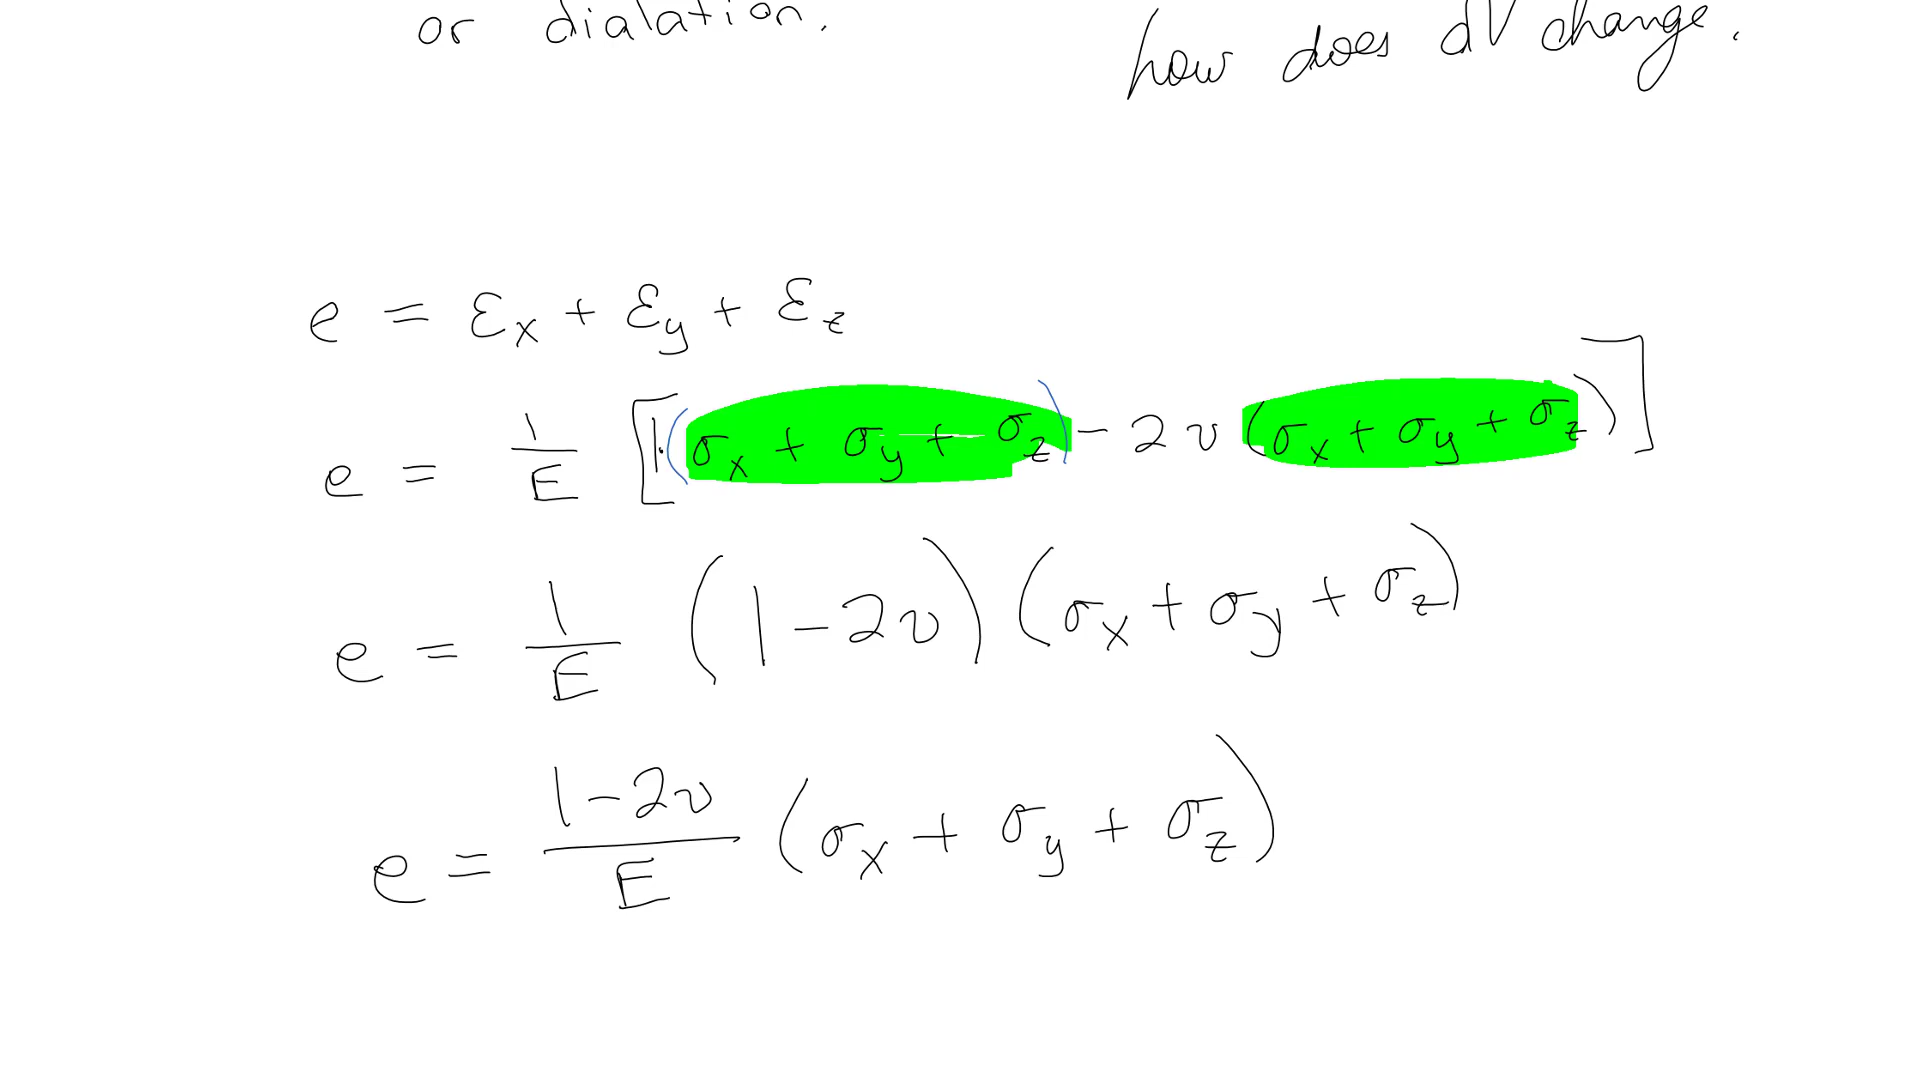 or dialation.
how does dV change.
e = εx + εy + εz
e = 1/E [1·(σx + σy + σz) - 2ν (σx + σy + σz)]
e = 1/E (1-2ν)(σx + σy + σz)
e = 1-2ν/E (σx + σy + σz)